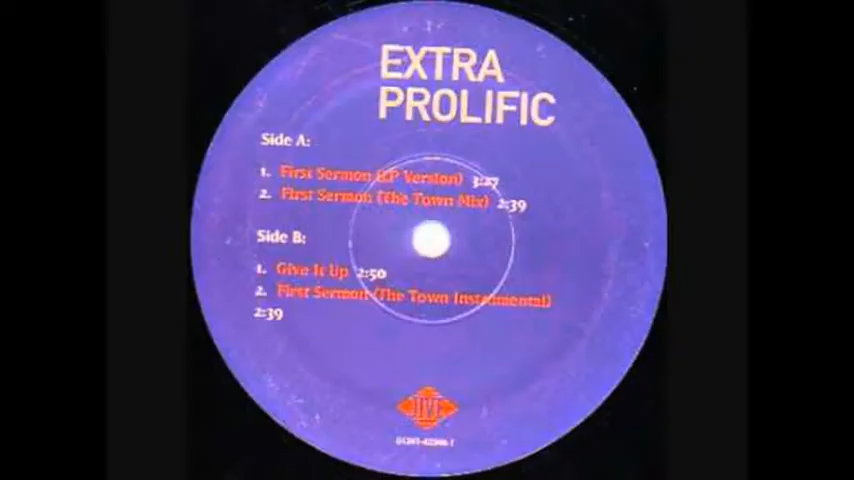 EXTRA
PROLIFIC
Side A:
1. First Sermon (LP Version) 3:27
2. First Sermon (The Town Mix) 2:39
Side B:
1. Give It Up 2:50
2. First Sermon (The Town Instrumental)
2:39
JIVE